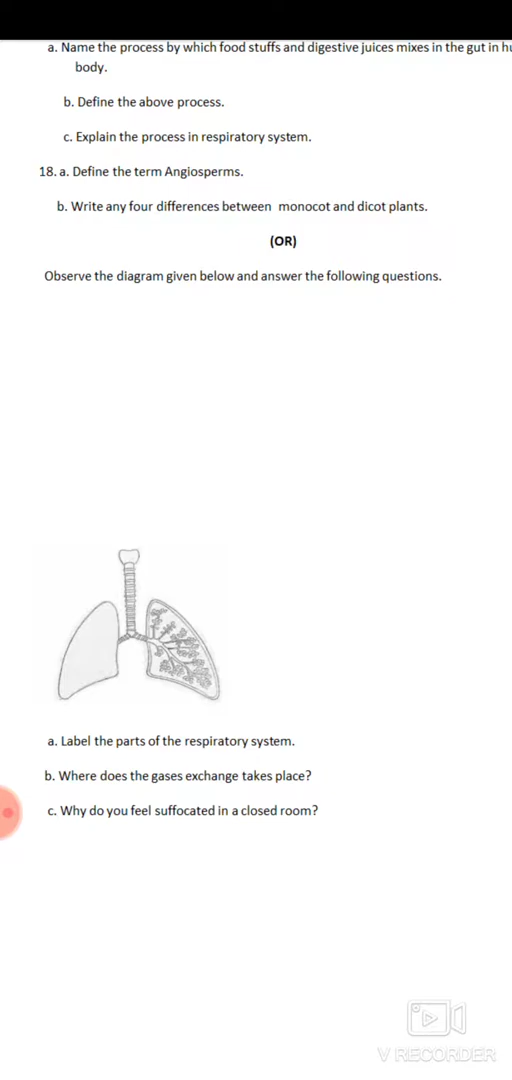 a. Name the process by which food stuffs and digestive juices mixes in the gut in hu
body.
b. Define the above process.
c. Explain the process in respiratory system.
18. a. Define the term Angiosperms.
b. Write any four differences between monocot and dicot plants.
(OR)
Observe the diagram given below and answer the following questions.
a. Label the parts of the respiratory system.
b. Where does the gases exchange takes place?
c. Why do you feel suffocated in a closed room?
V RECORDER